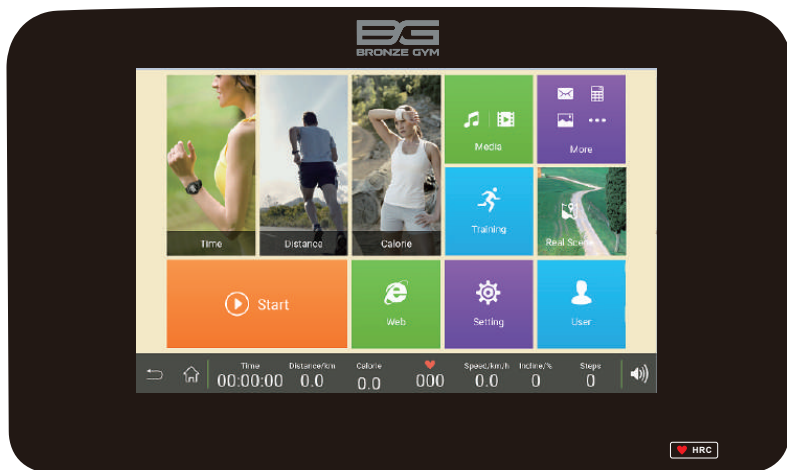 BG
BRONZE GYM
Time
Distance
Calorie
Media
More
Training
Real Scene
Start
Web
Setting
User
Time Distance/km Calorie Speed/km/h Incline/% Steps
00:00:00 0.0 0.0 000 0.0 0 0
HRC